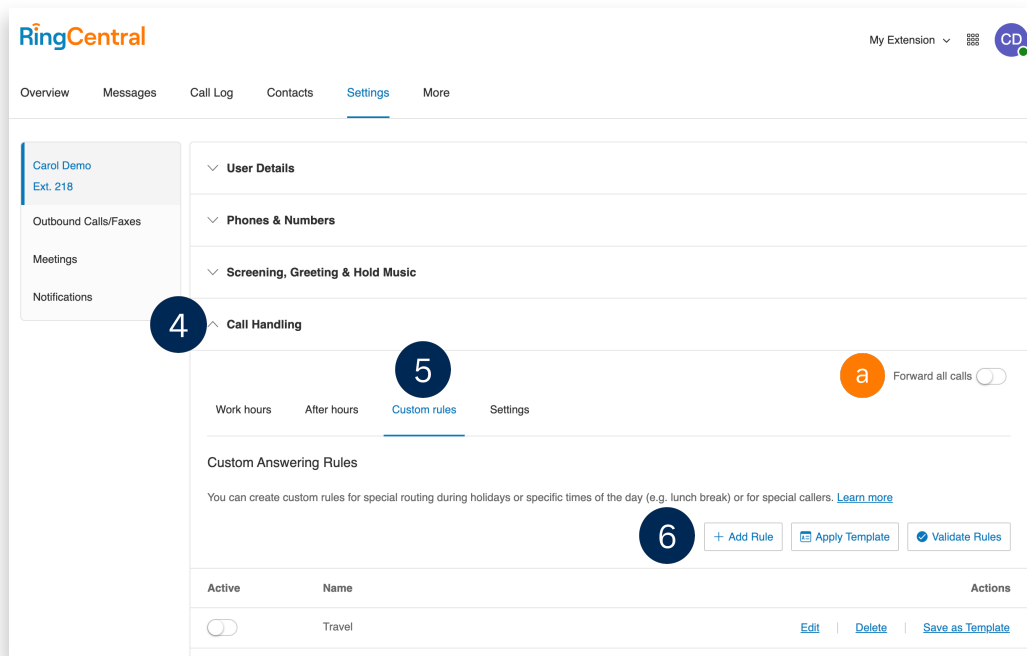 RingCentral
My Extension
CD
Overview Messages Call Log Contacts Settings More
Carol Demo
Ext. 218
Outbound Calls/Faxes
Meetings
Notifications
User Details
Phones & Numbers
Screening, Greeting & Hold Music
4 Call Handling
5
a Forward all calls
Work hours After hours Custom rules Settings
Custom Answering Rules
You can create custom rules for special routing during holidays or specific times of the day (e.g. lunch break) or for special callers. Learn more
6 + Add Rule Apply Template Validate Rules
Active Name Actions
Travel Edit | Delete | Save as Template